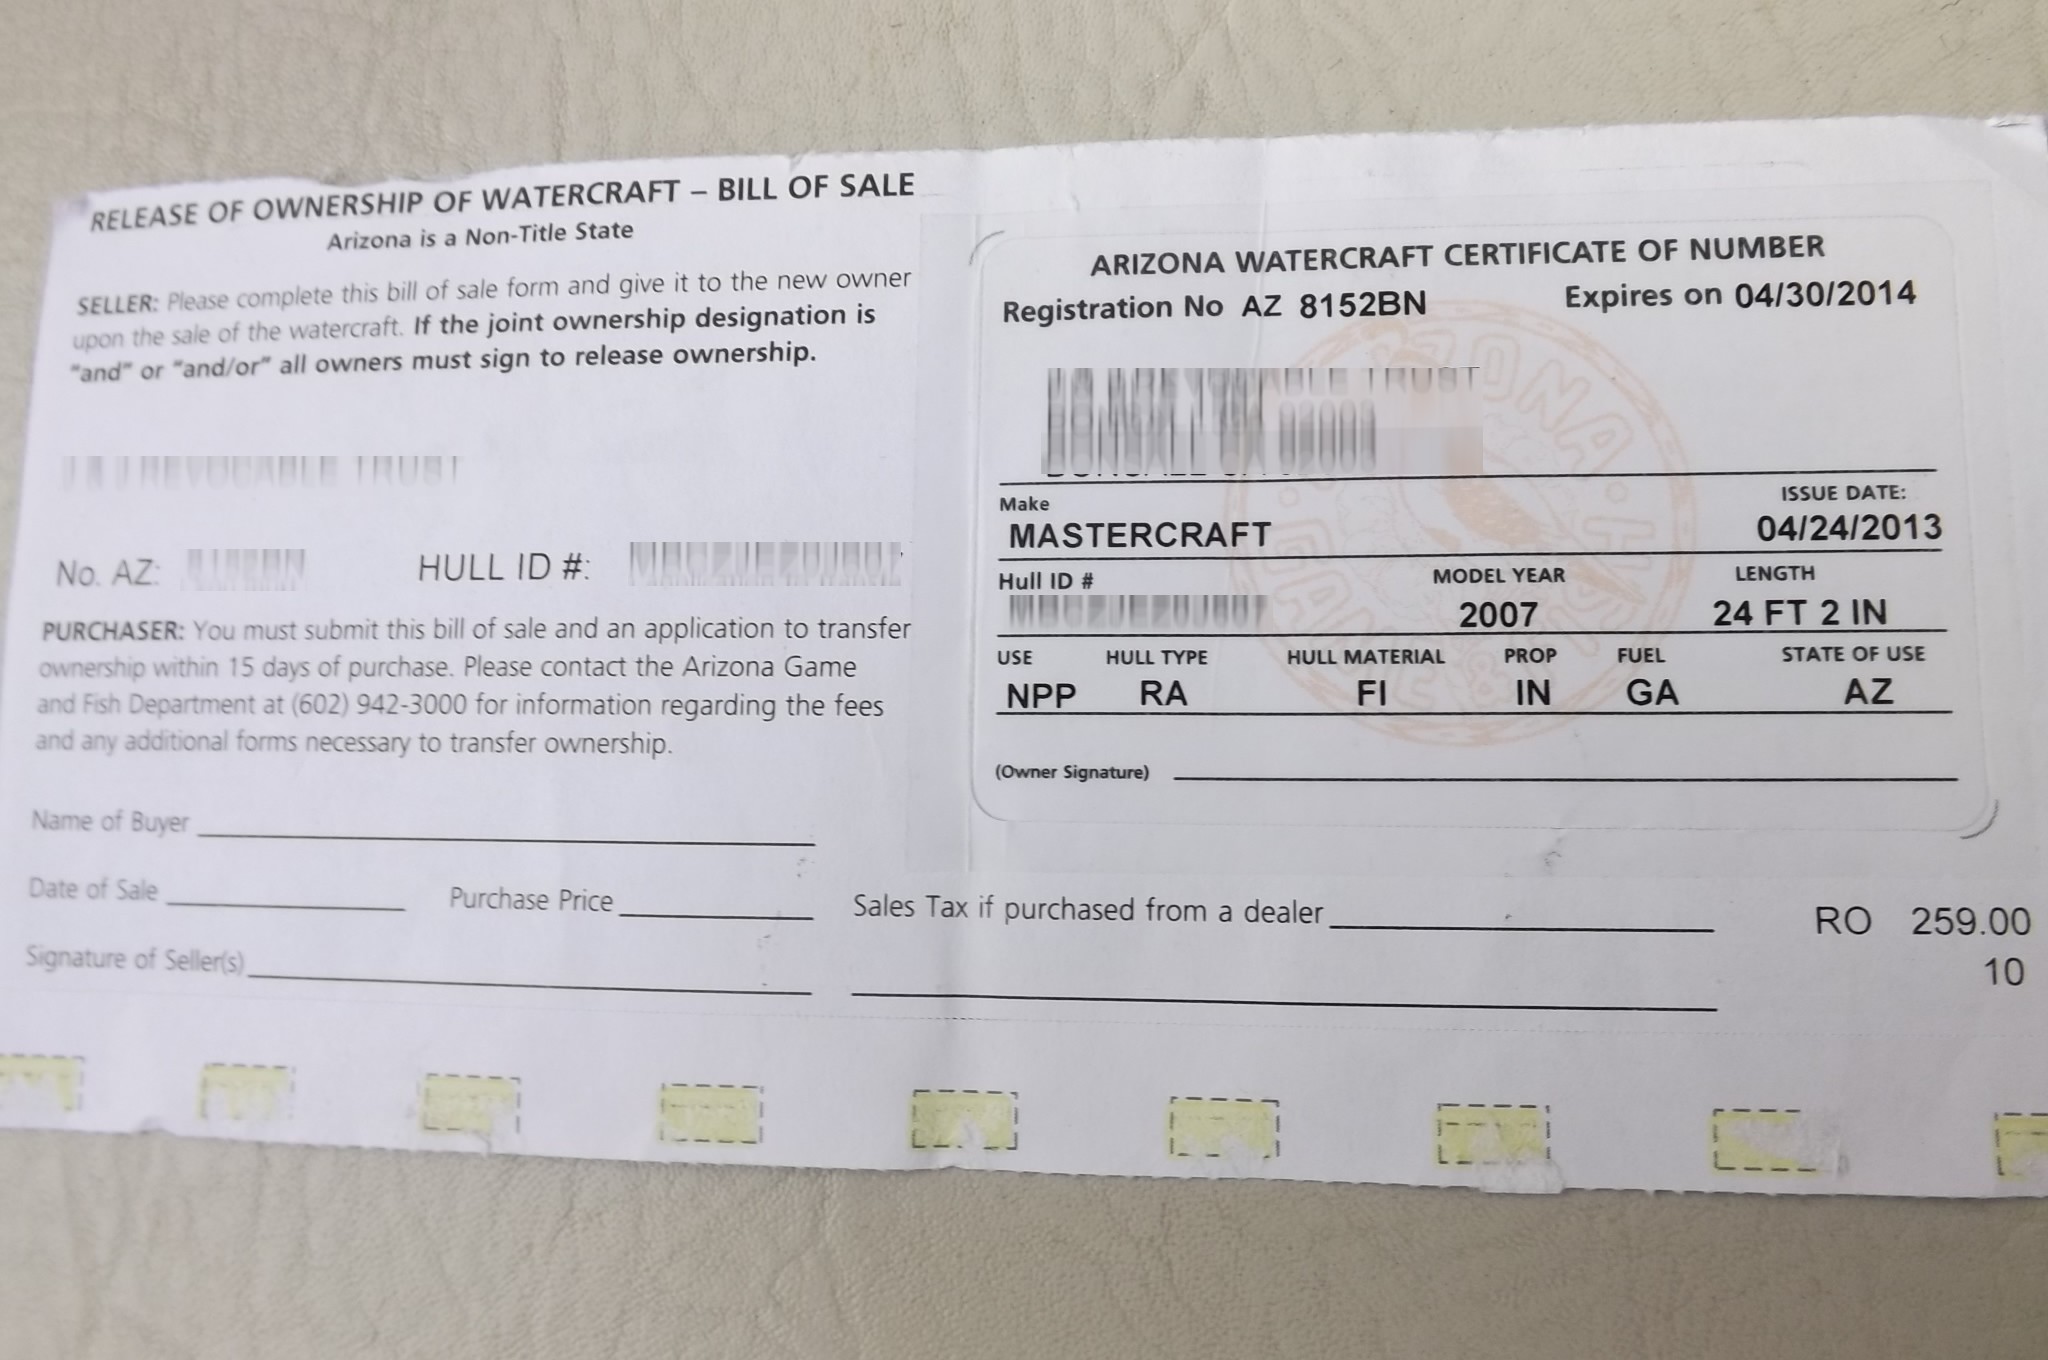 RELEASE OF OWNERSHIP OF WATERCRAFT – BILL OF SALE
Arizona is a Non-Title State
SELLER: Please complete this bill of sale form and give it to the new owner
upon the sale of the watercraft. If the joint ownership designation is
"and" or "and/or" all owners must sign to release ownership.
No. AZ:
HULL ID #:
PURCHASER: You must submit this bill of sale and an application to transfer
ownership within 15 days of purchase. Please contact the Arizona Game
and Fish Department at (602) 942-3000 for information regarding the fees
and any additional forms necessary to transfer ownership.
Name of Buyer
Date of Sale
Purchase Price
Sales Tax if purchased from a dealer
Signature of Seller(s)
ARIZONA WATERCRAFT CERTIFICATE OF NUMBER
Registration No AZ 8152BN
Expires on 04/30/2014
Make
ISSUE DATE:
MASTERCRAFT
04/24/2013
Hull ID #
MODEL YEAR
LENGTH
2007
24 FT 2 IN
USE HULL TYPE HULL MATERIAL PROP FUEL STATE OF USE
NPP RA FI IN GA AZ
(Owner Signature)
RO 259.00
10